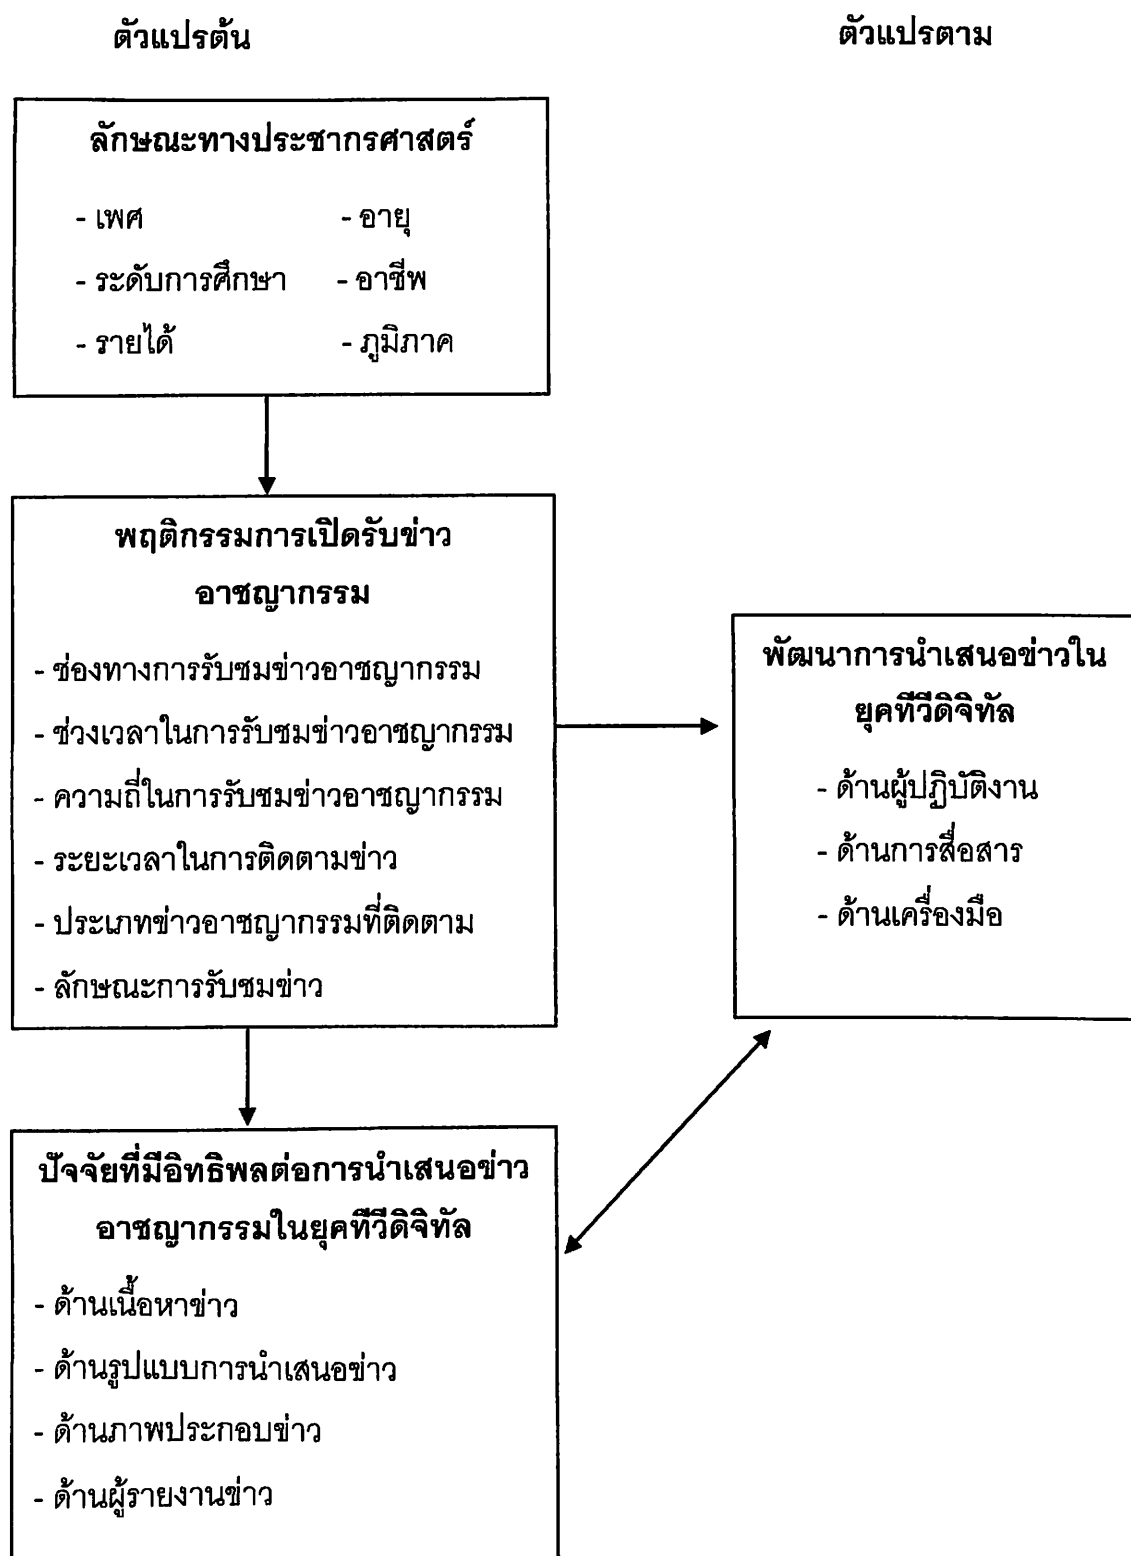 ตัวแปรต้น
ตัวแปรตาม
ลักษณะทางประชากรศาสตร์
- เพศ - อายุ
- ระดับการศึกษา - อาชีพ
- รายได้ - ภูมิภาค
พฤติกรรมการเปิดรับข่าว
อาชญากรรม
- ช่องทางการรับชมข่าวอาชญากรรม
- ช่วงเวลาในการรับชมข่าวอาชญากรรม
- ความถี่ในการรับชมข่าวอาชญากรรม
- ระยะเวลาในการติดตามข่าว
- ประเภทข่าวอาชญากรรมที่ติดตาม
- ลักษณะการรับชมข่าว
พัฒนาการนำเสนอข่าวใน
ยุคทีวีดิจิทัล
- ด้านผู้ปฏิบัติงาน
- ด้านการสื่อสาร
- ด้านเครื่องมือ
ปัจจัยที่มีอิทธิพลต่อการนำเสนอข่าว
อาชญากรรมในยุคทีวีดิจิทัล
- ด้านเนื้อหาข่าว
- ด้านรูปแบบการนำเสนอข่าว
- ด้านภาพประกอบข่าว
- ด้านผู้รายงานข่าว